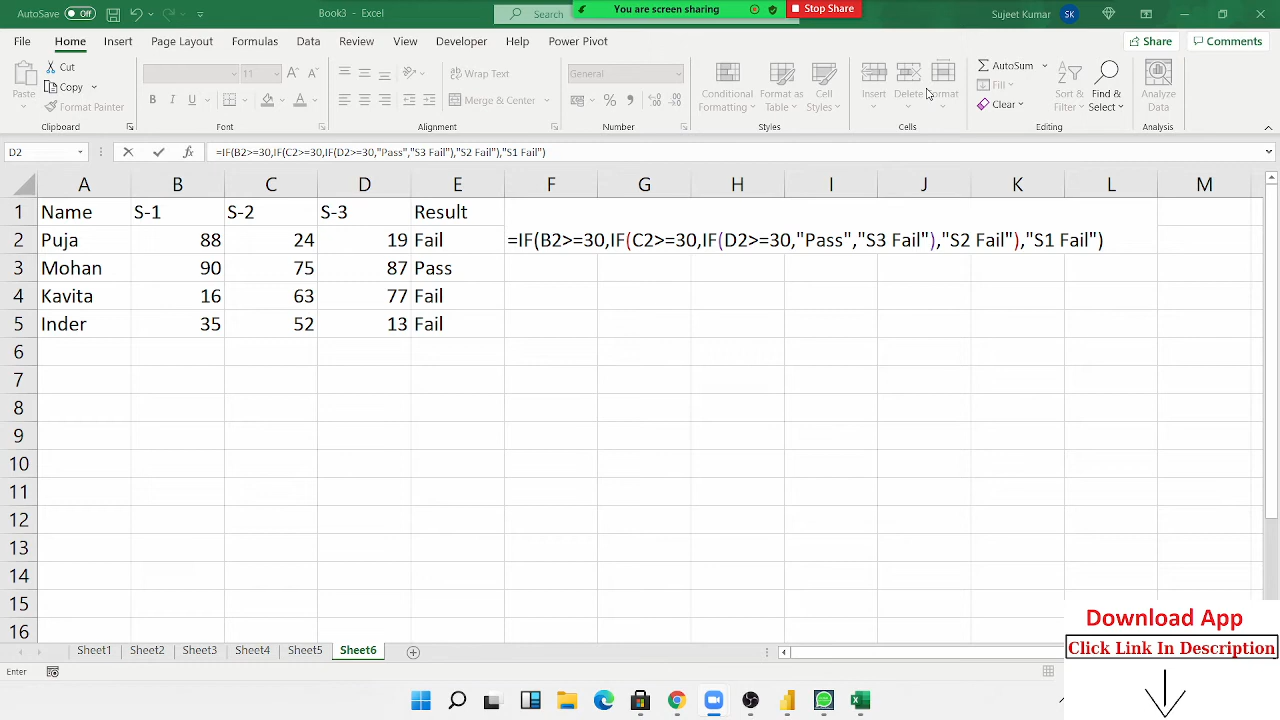 AutoSave Off Book3 - Excel Search You are screen sharing Stop Share Sujeet Kumar SK
File Home Insert Page Layout Formulas Data Review View Developer Help Power Pivot Share Comments
Paste Cut Copy Format Painter 11 B I U A Wrap Text Merge & Center General % Conditional Formatting Format as Table Cell Styles Insert Delete Format AutoSum Fill Clear Sort & Filter Find & Select Analyze Data
Clipboard Font Alignment Number Styles Cells Editing Analysis
D2 fx =IF(B2>=30,IF(C2>=30,IF(D2>=30,"Pass","S3 Fail"),"S2 Fail"),"S1 Fail")
A B C D E F G H I J K L M
1 Name S-1 S-2 S-3 Result
2 Puja 88 24 19 Fail =IF(B2>=30,IF(C2>=30,IF(D2>=30,"Pass","S3 Fail"),"S2 Fail"),"S1 Fail")
3 Mohan 90 75 87 Pass
4 Kavita 16 63 77 Fail
5 Inder 35 52 13 Fail
6
7
8
9
10
11
12
13
14
15
16
Download App
Click Link In Description
Sheet1 Sheet2 Sheet3 Sheet4 Sheet5 Sheet6
Enter